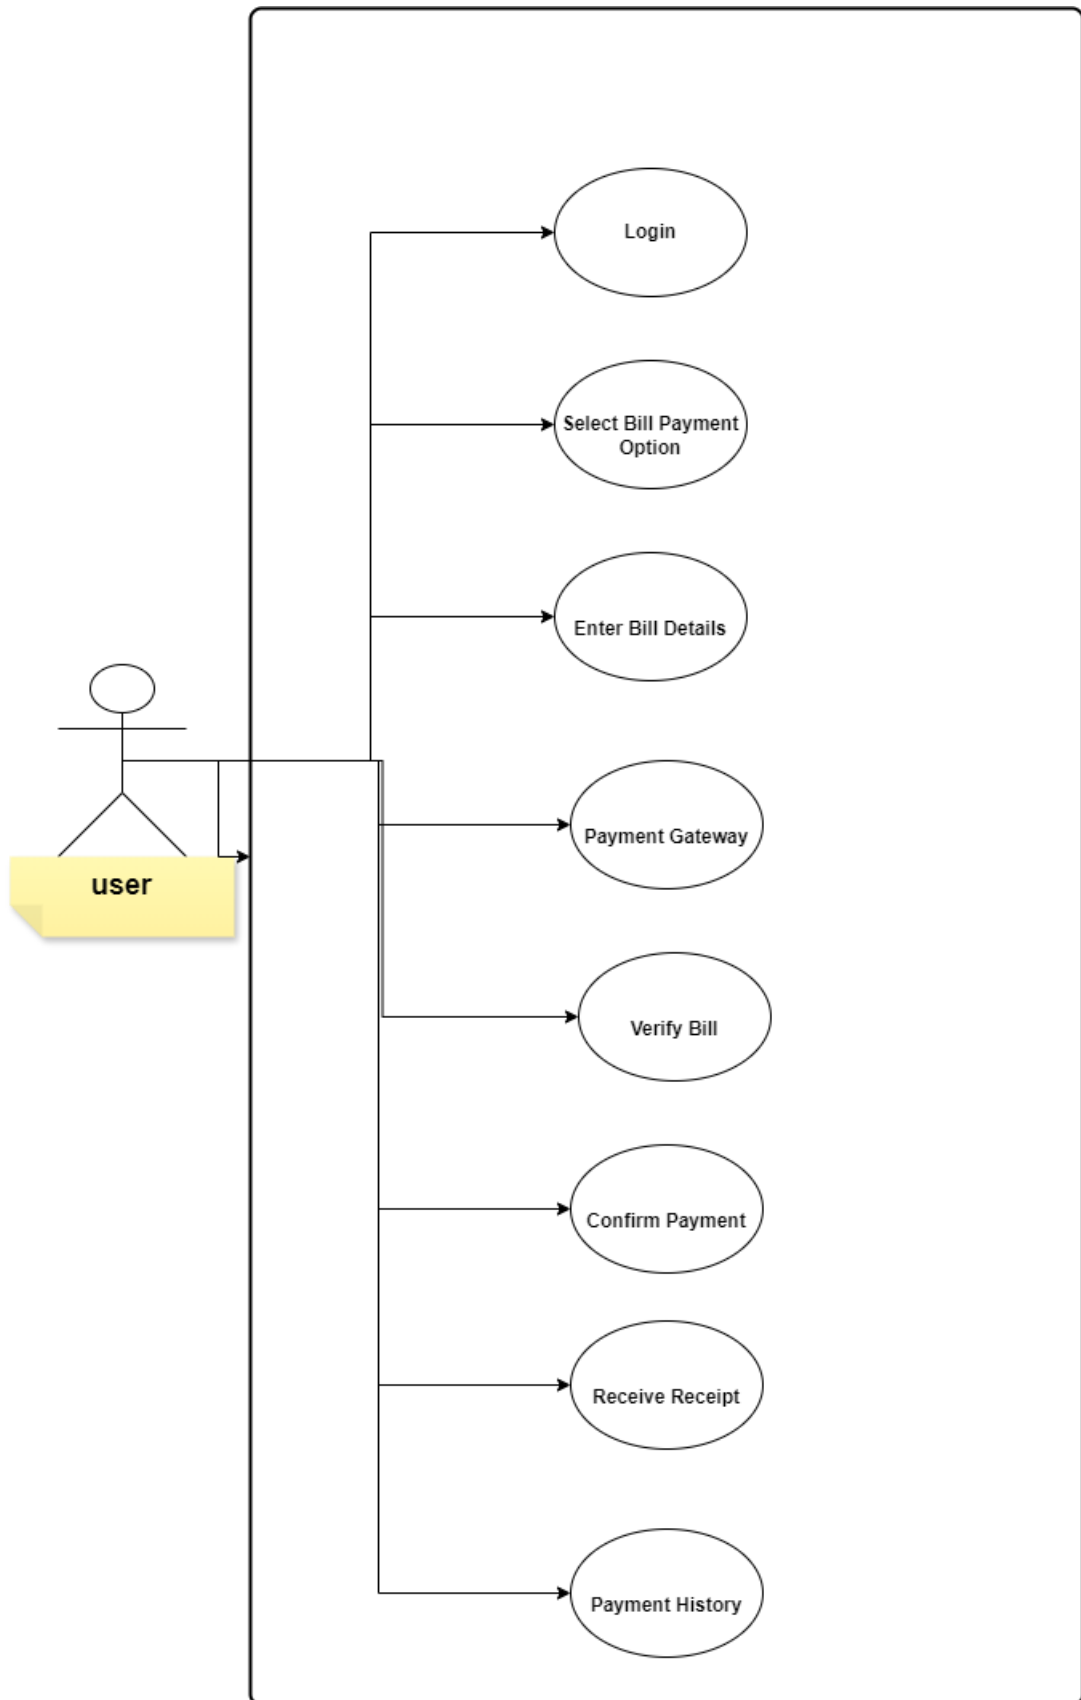 Login
Select Bill Payment
Option
Enter Bill Details
user
Payment Gateway
Verify Bill
Confirm Payment
Receive Receipt
Payment History